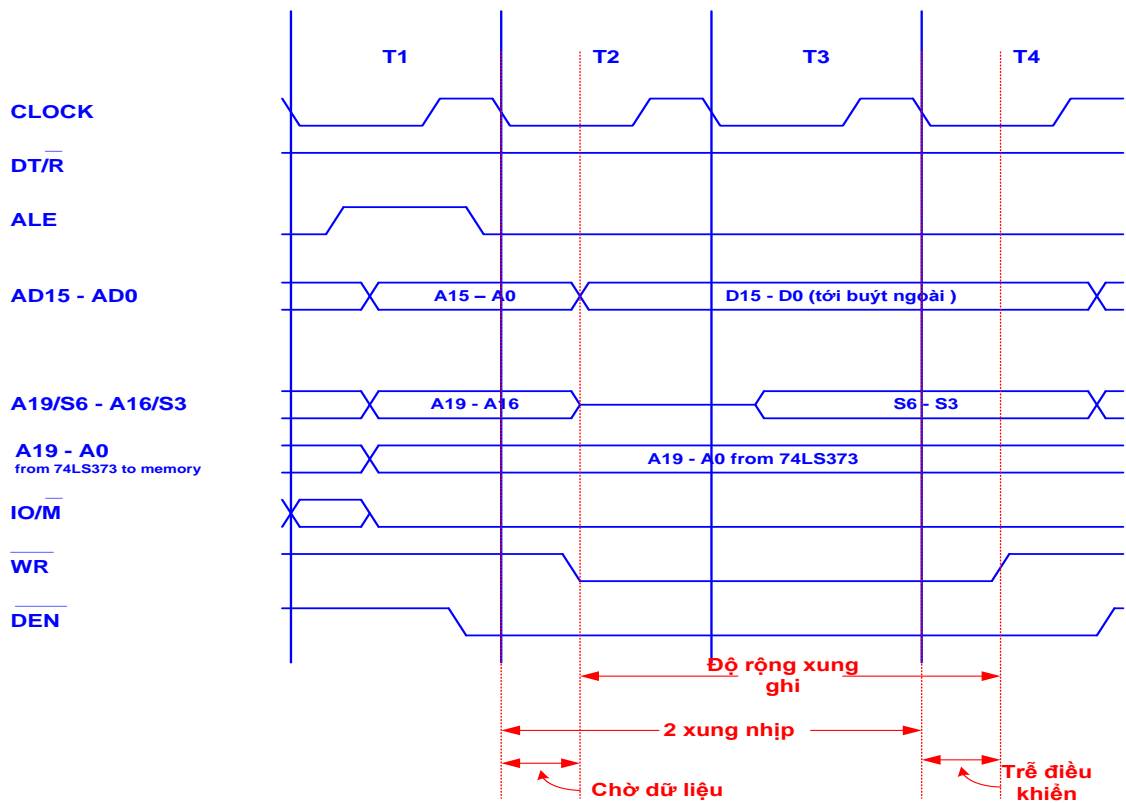 T1 T2 T3 T4
CLOCK
DT/R̅
ALE
AD15 - AD0 A15 – A0 D15 - D0 (tới buýt ngoài )
A19/S6 - A16/S3 A19 - A16 S6 - S3
A19 - A0
from 74LS373 to memory A19 - A0 from 74LS373
IO/M̅
W̅R̅
D̅E̅N̅
Độ rộng xung
ghi
2 xung nhịp
Chờ dữ liệu
Trễ điều
khiển